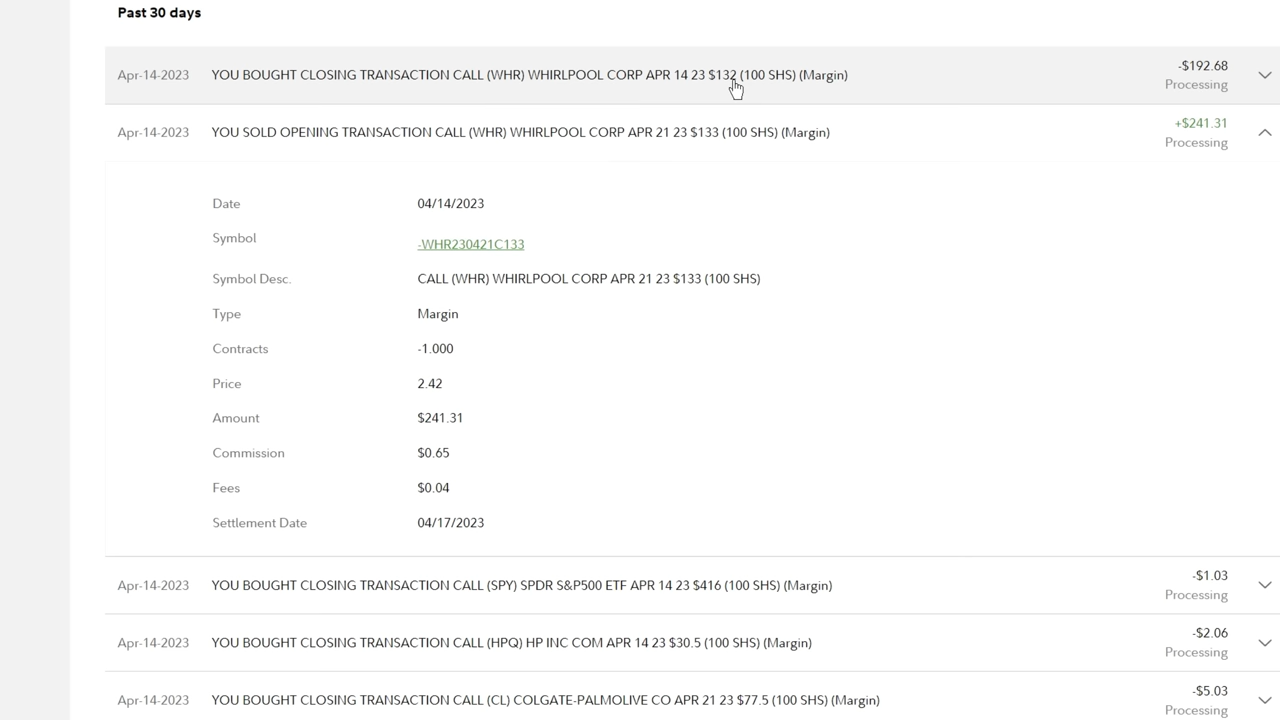 Past 30 days
Apr-14-2023 YOU BOUGHT CLOSING TRANSACTION CALL (WHR) WHIRLPOOL CORP APR 14 23 $132 (100 SHS) (Margin) -$192.68
Processing
Apr-14-2023 YOU SOLD OPENING TRANSACTION CALL (WHR) WHIRLPOOL CORP APR 21 23 $133 (100 SHS) (Margin) +$241.31
Processing
Date 04/14/2023
Symbol -WHR230421C133
Symbol Desc. CALL (WHR) WHIRLPOOL CORP APR 21 23 $133 (100 SHS)
Type Margin
Contracts -1.000
Price 2.42
Amount $241.31
Commission $0.65
Fees $0.04
Settlement Date 04/17/2023
Apr-14-2023 YOU BOUGHT CLOSING TRANSACTION CALL (SPY) SPDR S&P500 ETF APR 14 23 $416 (100 SHS) (Margin) -$1.03
Processing
Apr-14-2023 YOU BOUGHT CLOSING TRANSACTION CALL (HPQ) HP INC COM APR 14 23 $30.5 (100 SHS) (Margin) -$2.06
Processing
Apr-14-2023 YOU BOUGHT CLOSING TRANSACTION CALL (CL) COLGATE-PALMOLIVE CO APR 21 23 $77.5 (100 SHS) (Margin) -$5.03
Processing